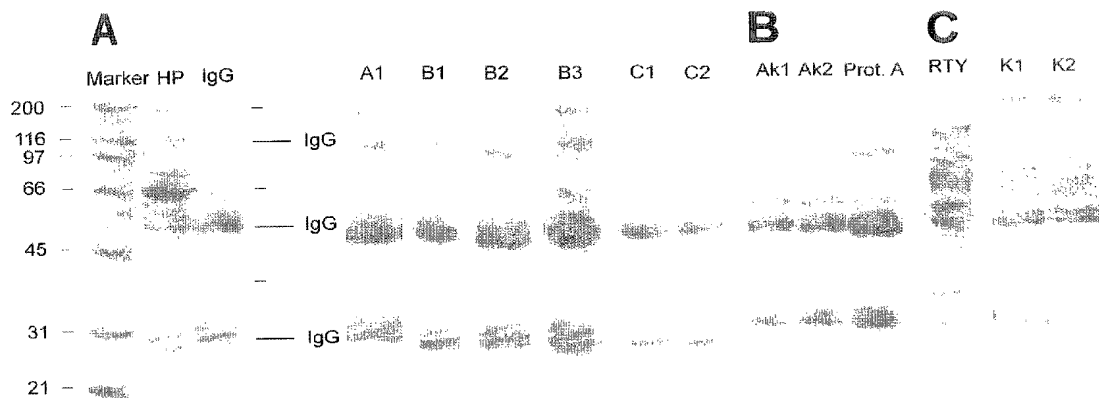 A B C
Marker HP IgG A1 B1 B2 B3 C1 C2 Ak1 Ak2 Prot. A RTY K1 K2
200
116 IgG
97
66
IgG
45
31 IgG
21